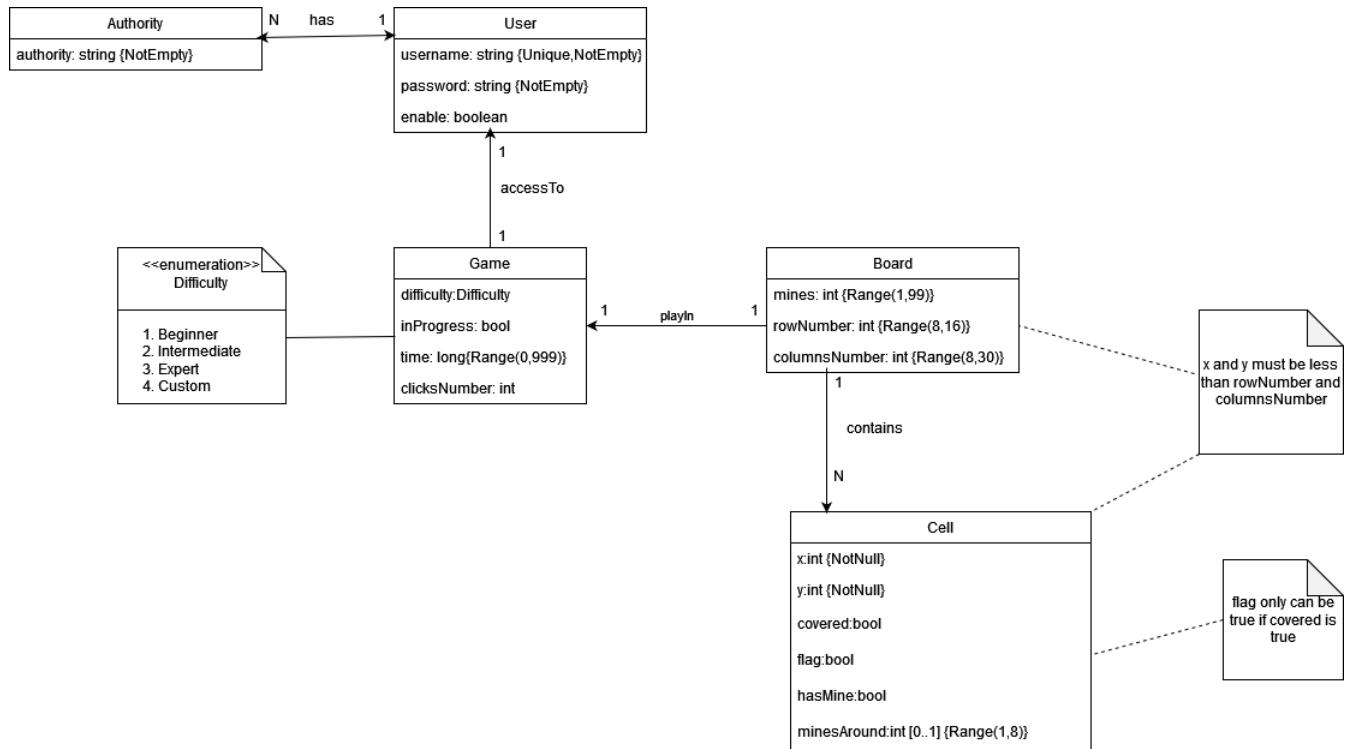 Authority
authority: string {NotEmpty}
N has 1
User
username: string {Unique,NotEmpty}
password: string {NotEmpty}
enable: boolean
1
accessTo
1
<<enumeration>>
Difficulty
1. Beginner
2. Intermediate
3. Expert
4. Custom
Game
difficulty:Difficulty
inProgress: bool
time: long{Range(0,999)}
clicksNumber: int
1 playIn 1
Board
mines: int {Range(1,99)}
rowNumber: int {Range(8,16)}
columnsNumber: int {Range(8,30)}
x and y must be less
than rowNumber and
columnsNumber
1
contains
N
Cell
x:int {NotNull}
y:int {NotNull}
covered:bool
flag:bool
hasMine:bool
minesAround:int [0..1] {Range(1,8)}
flag only can be
true if covered is
true